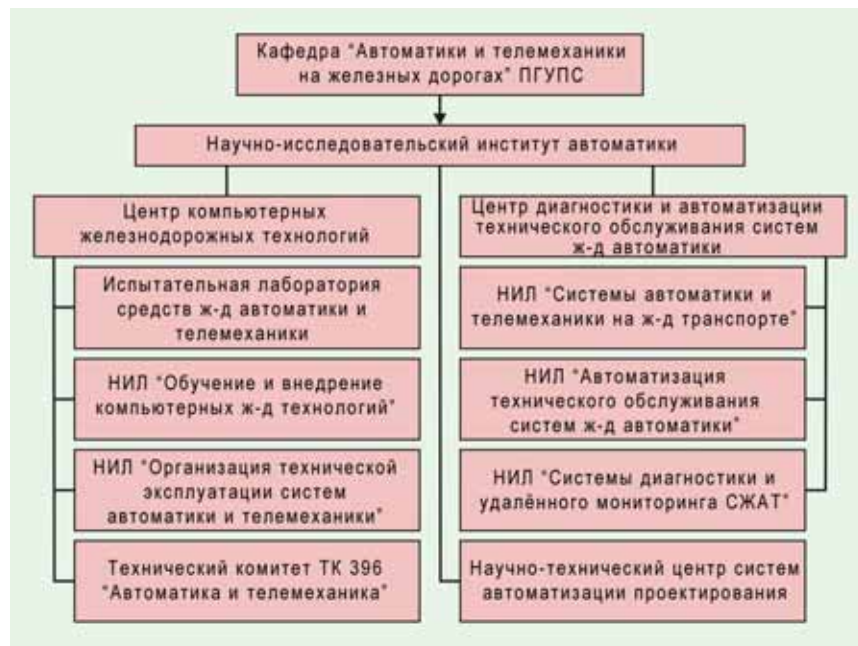 Кафедра "Автоматики и телемеханики
на железных дорогах" ПГУПС
Научно-исследовательский институт автоматики
Центр компьютерных
железнодорожных технологий
Испытательная лаборатория
средств ж-д автоматики и
телемеханики
НИЛ "Обучение и внедрение
компьютерных ж-д технологий"
НИЛ "Организация технической
эксплуатации систем
автоматики и телемеханики"
Технический комитет ТК 396
"Автоматика и телемеханика"
Центр диагностики и автоматизации
технического обслуживания систем
ж-д автоматики
НИЛ "Системы автоматики и
телемеханики на ж-д транспорте"
НИЛ "Автоматизация
технического обслуживания
систем ж-д автоматики"
НИЛ "Системы диагностики и
удалённого мониторинга СЖАТ"
Научно-технический центр систем
автоматизации проектирования